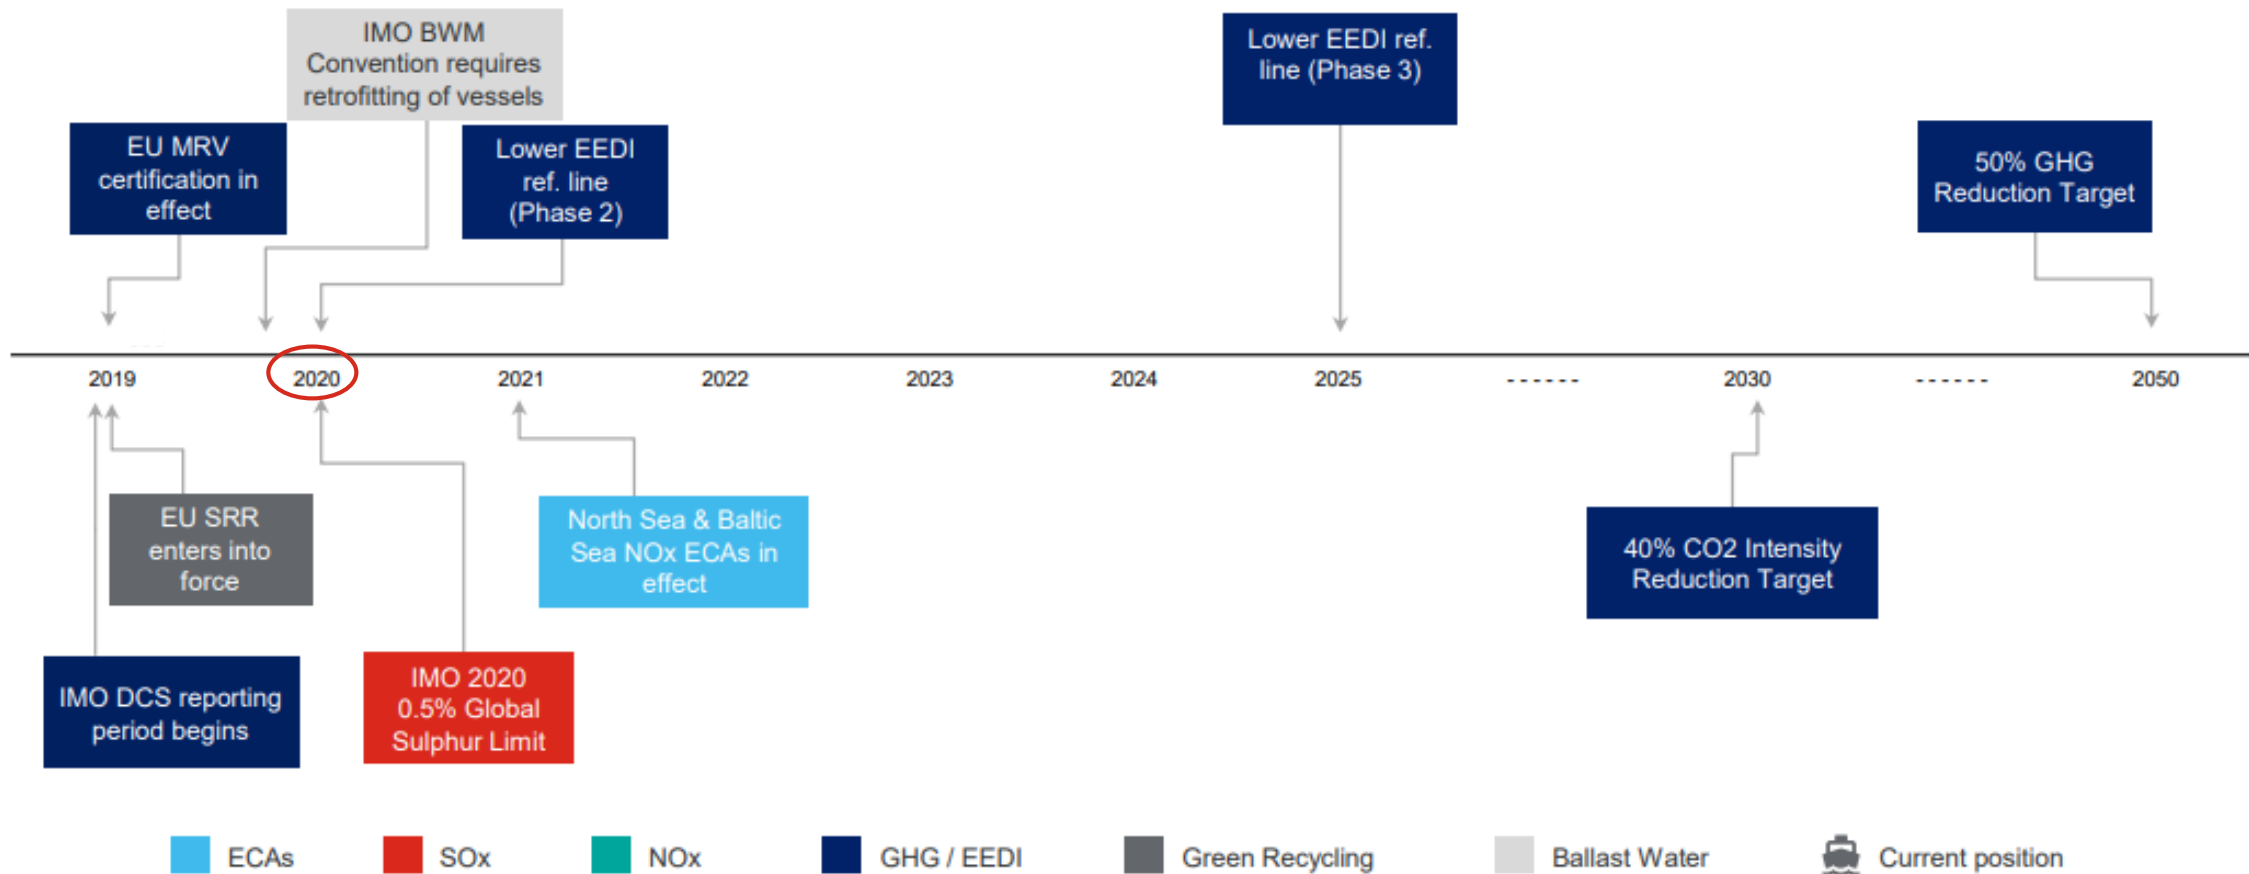 IMO BWM
Convention requires
retrofitting of vessels
Lower EEDI ref.
line (Phase 3)
EU MRV
certification in
effect
Lower EEDI
ref. line
(Phase 2)
50% GHG
Reduction Target
2019
2020
2021
2022
2023
2024
2025
------
2030
------
2050
EU SRR
enters into
force
North Sea & Baltic
Sea NOx ECAs in
effect
40% CO2 Intensity
Reduction Target
IMO DCS reporting
period begins
IMO 2020
0.5% Global
Sulphur Limit
ECAs
SOx
NOx
GHG / EEDI
Green Recycling
Ballast Water
Current position